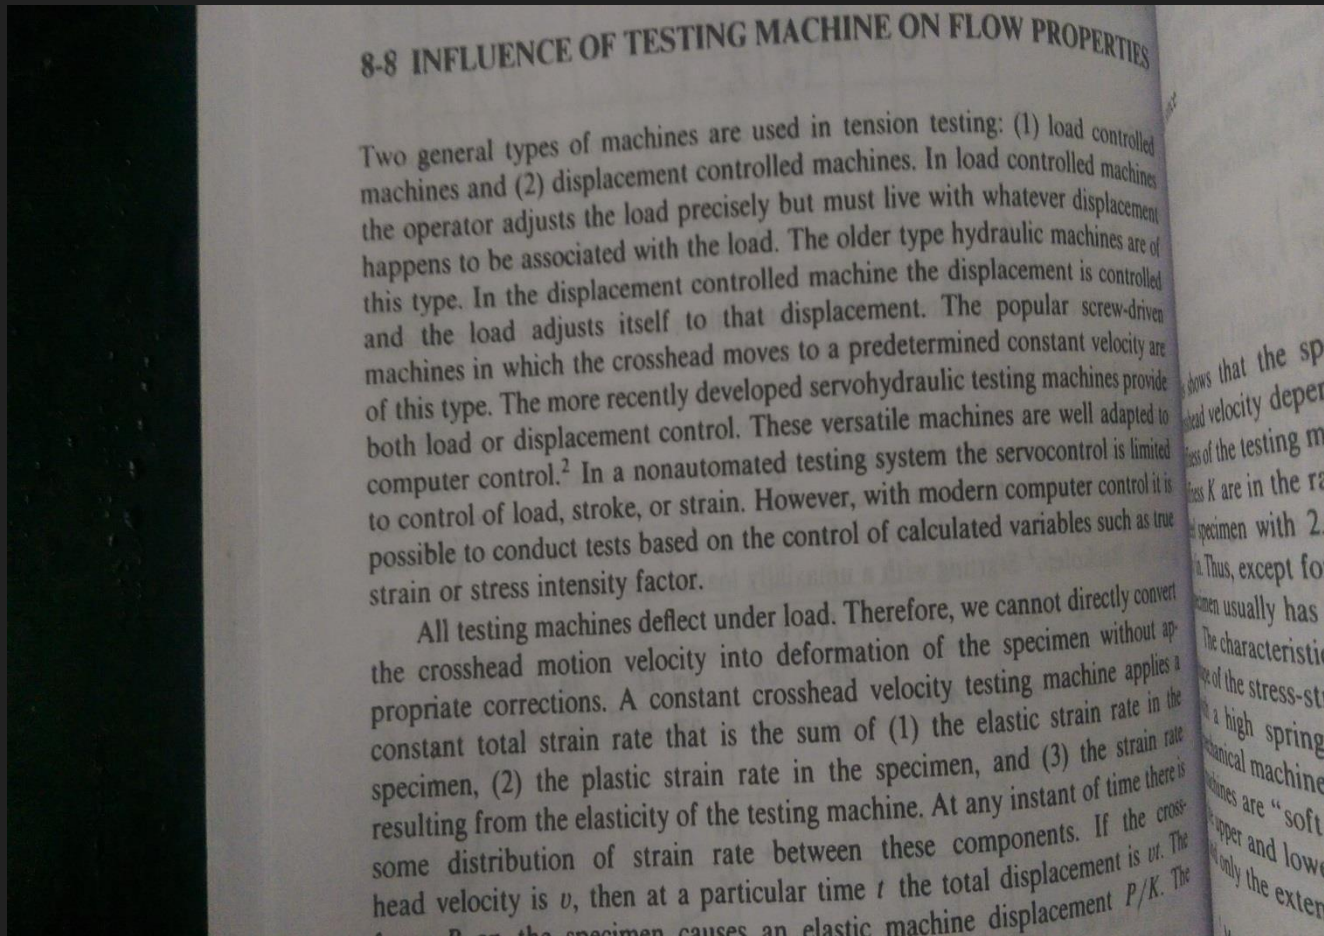 8-8 INFLUENCE OF TESTING MACHINE ON FLOW PROPERTIES
Two general types of machines are used in tension testing: (1) load controlled
machines and (2) displacement controlled machines. In load controlled machines
the operator adjusts the load precisely but must live with whatever displacement
happens to be associated with the load. The older type hydraulic machines are of
this type. In the displacement controlled machine the displacement is controlled
and the load adjusts itself to that displacement. The popular screw-driven
machines in which the crosshead moves to a predetermined constant velocity are
of this type. The more recently developed servohydraulic testing machines provide
both load or displacement control. These versatile machines are well adapted to
computer control.² In a nonautomated testing system the servocontrol is limited
to control of load, stroke, or strain. However, with modern computer control it is
possible to conduct tests based on the control of calculated variables such as true
strain or stress intensity factor.
All testing machines deflect under load. Therefore, we cannot directly convert
the crosshead motion velocity into deformation of the specimen without ap-
propriate corrections. A constant crosshead velocity testing machine applies a
constant total strain rate that is the sum of (1) the elastic strain rate in the
specimen, (2) the plastic strain rate in the specimen, and (3) the strain rate
resulting from the elasticity of the testing machine. At any instant of time there is
some distribution of strain rate between these components. If the cross-
head velocity is v, then at a particular time t the total displacement is vt. The
P on the specimen causes an elastic machine displacement P/K. The
shows that the sp
velocity deper
of the testing m
K are in the ra
specimen with 2.
Thus, except fo
usually has
The characteristic
of the stress-st
a high spring
machine
are "soft
upper and lowe
only the exten